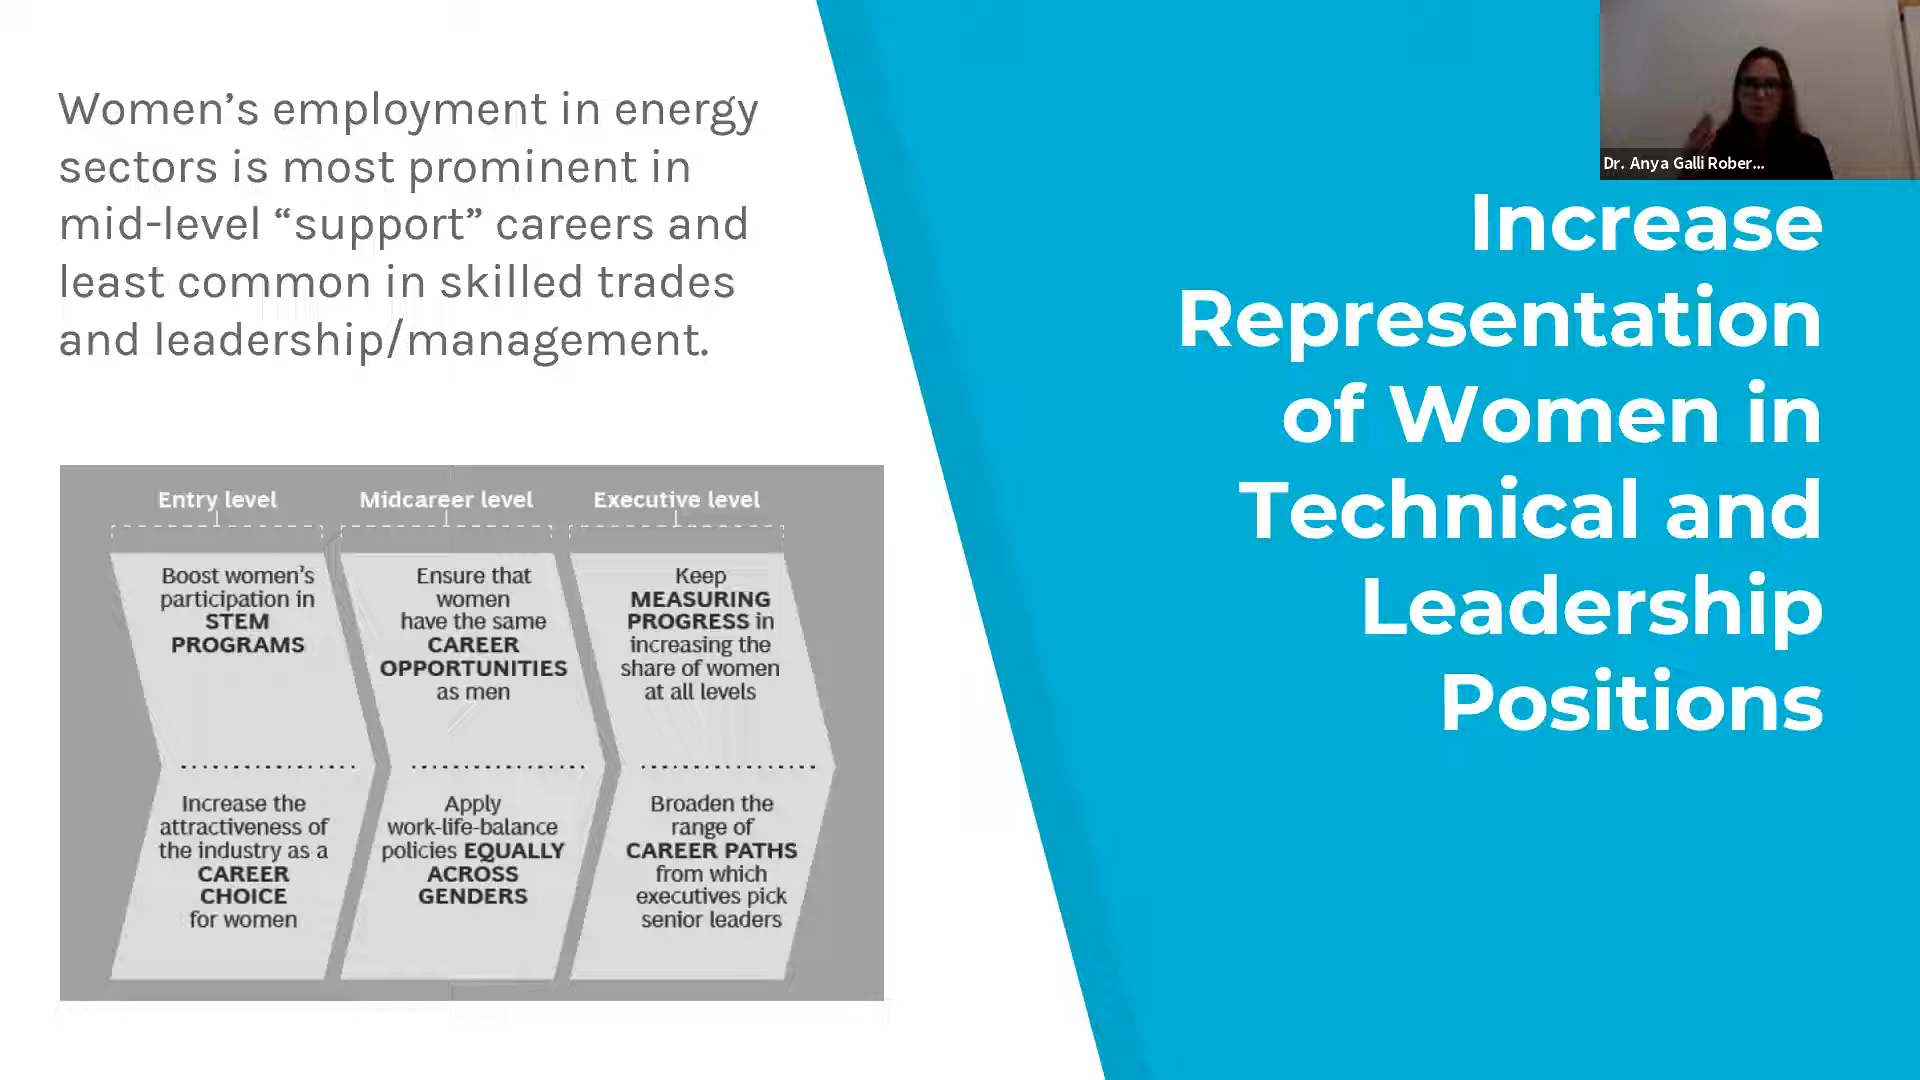 Women’s employment in energy
sectors is most prominent in
mid-level “support” careers and
least common in skilled trades
and leadership/management.
Entry level
Boost women’s
participation in
STEM
PROGRAMS
Increase the
attractiveness of
the industry as a
CAREER
CHOICE
for women
Midcareer level
Ensure that
women
have the same
CAREER
OPPORTUNITIES
as men
Apply
work-life-balance
policies EQUALLY
ACROSS
GENDERS
Executive level
Keep
MEASURING
PROGRESS in
increasing the
share of women
at all levels
Broaden the
range of
CAREER PATHS
from which
executives pick
senior leaders
Dr. Anya Galli Rober...
Increase
Representation
of Women in
Technical and
Leadership
Positions